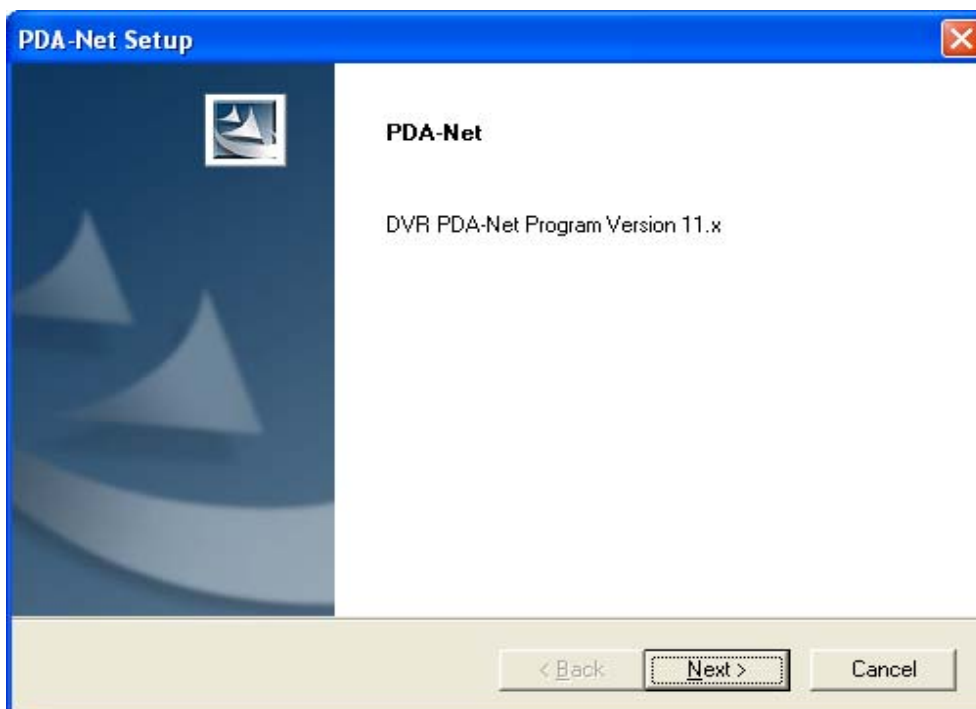 PDA-Net Setup
PDA-Net
DVR PDA-Net Program Version 11.x
< Back Next > Cancel